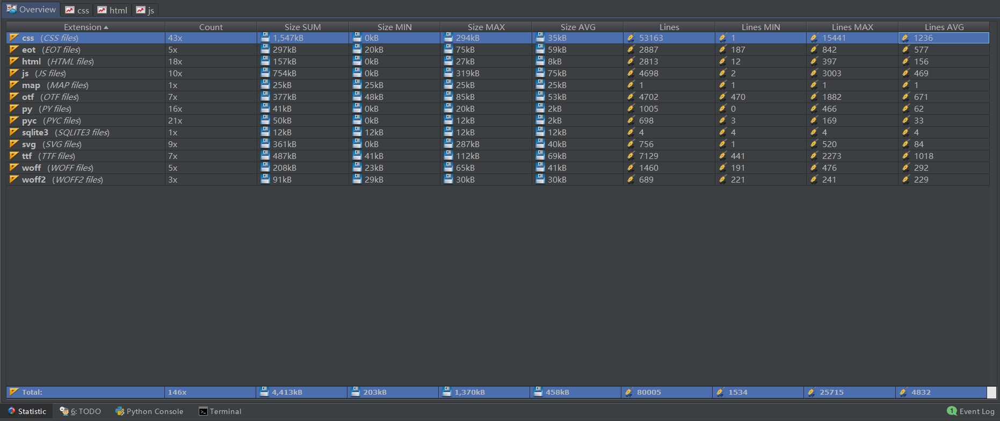 Overview css html js
Extension Count Size SUM Size MIN Size MAX Size AVG Lines Lines MIN Lines MAX Lines AVG
css (CSS files) 43x 1,547kB 0kB 294kB 35kB 53163 1 15441 1236
eot (EOT files) 5x 297kB 20kB 75kB 59kB 2887 187 842 577
html (HTML files) 18x 157kB 0kB 27kB 8kB 2813 12 397 156
js (JS files) 10x 754kB 0kB 319kB 75kB 4698 2 3003 469
map (MAP files) 1x 25kB 25kB 25kB 25kB 1 1 1 1
otf (OTF files) 7x 377kB 48kB 85kB 53kB 4702 470 1882 671
py (PY files) 16x 41kB 0kB 20kB 2kB 1005 0 466 62
pyc (PYC files) 21x 50kB 0kB 12kB 2kB 698 3 169 33
sqlite3 (SQLITE3 files) 1x 12kB 12kB 12kB 12kB 4 4 4 4
svg (SVG files) 9x 361kB 0kB 287kB 40kB 756 1 520 84
ttf (TTF files) 7x 487kB 41kB 112kB 69kB 7129 441 2273 1018
woff (WOFF files) 5x 208kB 23kB 65kB 41kB 1460 191 476 292
woff2 (WOFF2 files) 3x 91kB 29kB 30kB 30kB 689 221 241 229
Total: 146x 4,413kB 203kB 1,370kB 458kB 80005 1534 25715 4832
Statistic 6: TODO Python Console Terminal 1 Event Log